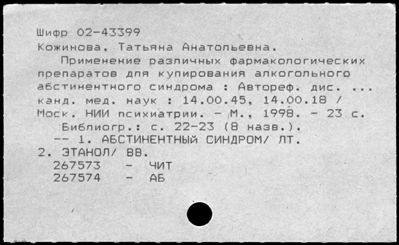 Шифр 02-43399
Кожинова, Татьяна Анатольевна.
Применение различных фармакологических
препаратов для купирования алкогольного
абстинентного синдрома : Автореф. дис. ...
канд. мед. наук : 14.00.45, 14.00.18 /
Моск. НИИ психиатрии. - М., 1998. - 23 с.
Библиогр.: с. 22-23 (8 назв.).
-- 1. АБСТИНЕНТНЫЙ СИНДРОМ/ ЛТ.
2. ЭТАНОЛ/ ВВ.
267573 - ЧИТ
267574 - АБ